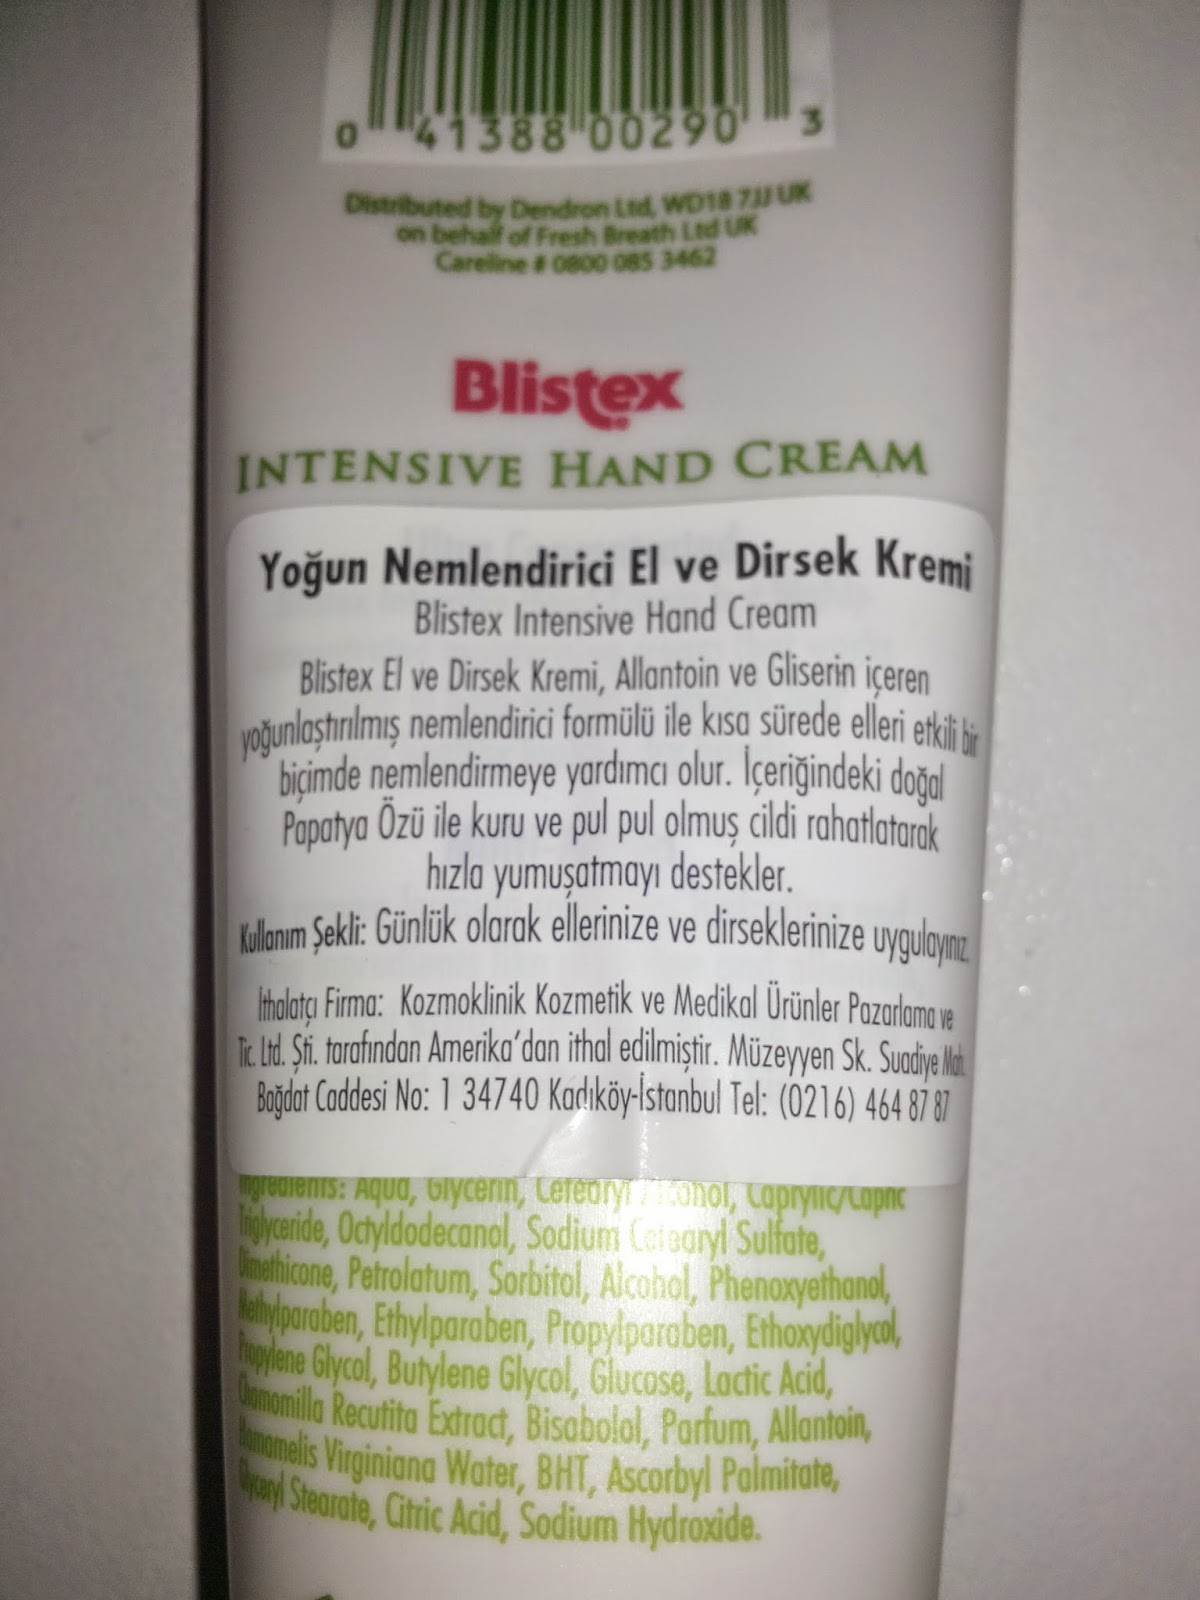 0 41388 00290 3
Distributed by Dendron Ltd, WD18 7JJ UK
on behalf of Fresh Breath Ltd UK
Careline # 0800 085 3462
Blistex
INTENSIVE HAND CREAM
Yoğun Nemlendirici El ve Dirsek Kremi
Blistex Intensive Hand Cream
Blistex El ve Dirsek Kremi, Allantoin ve Gliserin içeren
yoğunlaştırılmış nemlendirici formülü ile kısa sürede elleri etkili bir
biçimde nemlendirmeye yardımcı olur. İçeriğindeki doğal
Papatya Özü ile kuru ve pul pul olmuş cildi rahatlatarak
hızla yumuşatmayı destekler.
Kullanım Şekli: Günlük olarak ellerinize ve dirseklerinize uygulayınız.
İthalatçı Firma: Kozmoklinik Kozmetik ve Medikal Ürünler Pazarlama ve
Tic. Ltd. Şti. tarafından Amerika'dan ithal edilmiştir. Müzeyyen Sk. Suadiye Mah.
Bağdat Caddesi No: 1 34740 Kadıköy-İstanbul Tel: (0216) 464 87 87
Ingredients: Aqua, Glycerin, Cetearyl Alcohol, Caprylic/Capric
Triglyceride, Octyldodecanol, Sodium Cetearyl Sulfate,
Dimethicone, Petrolatum, Sorbitol, Alcohol, Phenoxyethanol,
Methylparaben, Ethylparaben, Propylparaben, Ethoxydiglycol,
Propylene Glycol, Butylene Glycol, Glucose, Lactic Acid,
Chamomilla Recutita Extract, Bisabolol, Parfum, Allantoin,
Hamamelis Virginiana Water, BHT, Ascorbyl Palmitate,
Glyceryl Stearate, Citric Acid, Sodium Hydroxide.